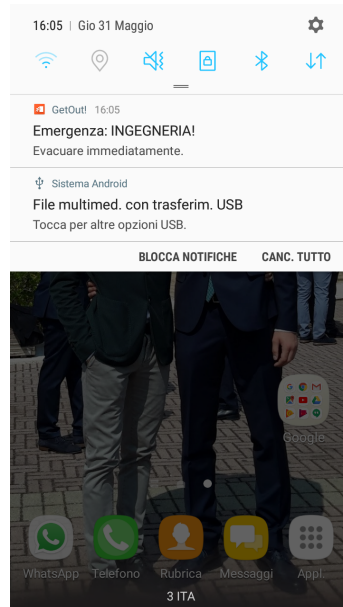 16:05 | Gio 31 Maggio
GetOut! 16:05
Emergenza: INGEGNERIA!
Evacuare immediatamente.
Sistema Android
File multimed. con trasferim. USB
Tocca per altre opzioni USB.
BLOCCA NOTIFICHE CANC. TUTTO
Google
WhatsApp Telefono Rubrica Messaggi Appl.
3 ITA